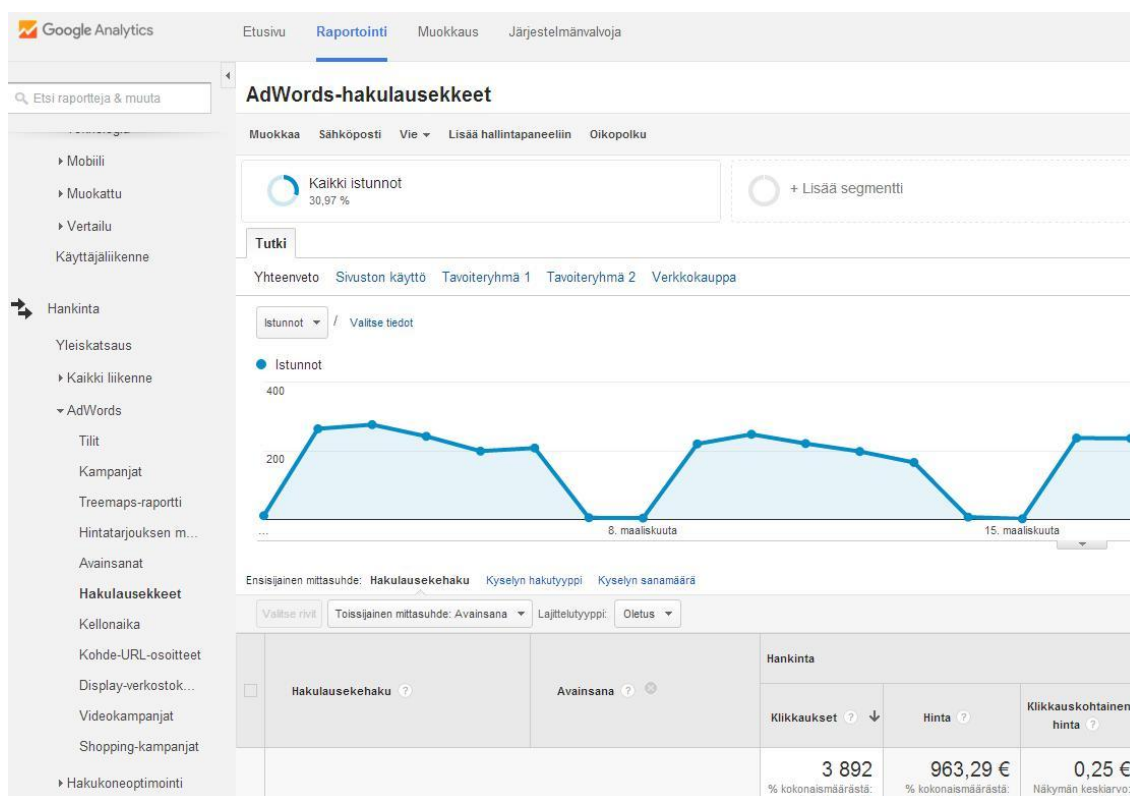 Google Analytics
Etusivu Raportointi Muokkaus Järjestelmänvalvoja
Etsi raportteja & muuta
AdWords-hakulausekkeet
Muokkaa Sähköposti Vie Lisää hallintapaneeliin Oikopolku
Mobiili
Muokattu
Vertailu
Käyttäjäliikenne
Hankinta
Yleiskatsaus
Kaikki liikenne
AdWords
Tilit
Kampanjat
Treemaps-raportti
Hintatarjouksen m...
Avainsanat
Hakulausekkeet
Kellonaika
Kohde-URL-osoitteet
Display-verkostok...
Videokampanjat
Shopping-kampanjat
Hakukoneoptimointi
Kaikki istunnot
30,97 %
+ Lisää segmentti
Tutki
Yhteenveto Sivuston käyttö Tavoiteryhmä 1 Tavoiteryhmä 2 Verkkokauppa
Istunnot / Valitse tiedot
Istunnot
400
200
... 8. maaliskuuta 15. maaliskuuta
Ensisijainen mittasuhde: Hakulausekehaku Kyselyn hakutyyppi Kyselyn sanamäärä
Valitse rivit Toissijainen mittasuhde: Avainsana Lajittelutyyppi: Oletus
Hakulausekehaku ? Avainsana ?
Hankinta
Klikkaukset ? Hinta ? Klikkauskohtainen hinta ?
3 892 963,29 € 0,25 €
% kokonaismäärästä: % kokonaismäärästä: Näkymän keskiarvo: